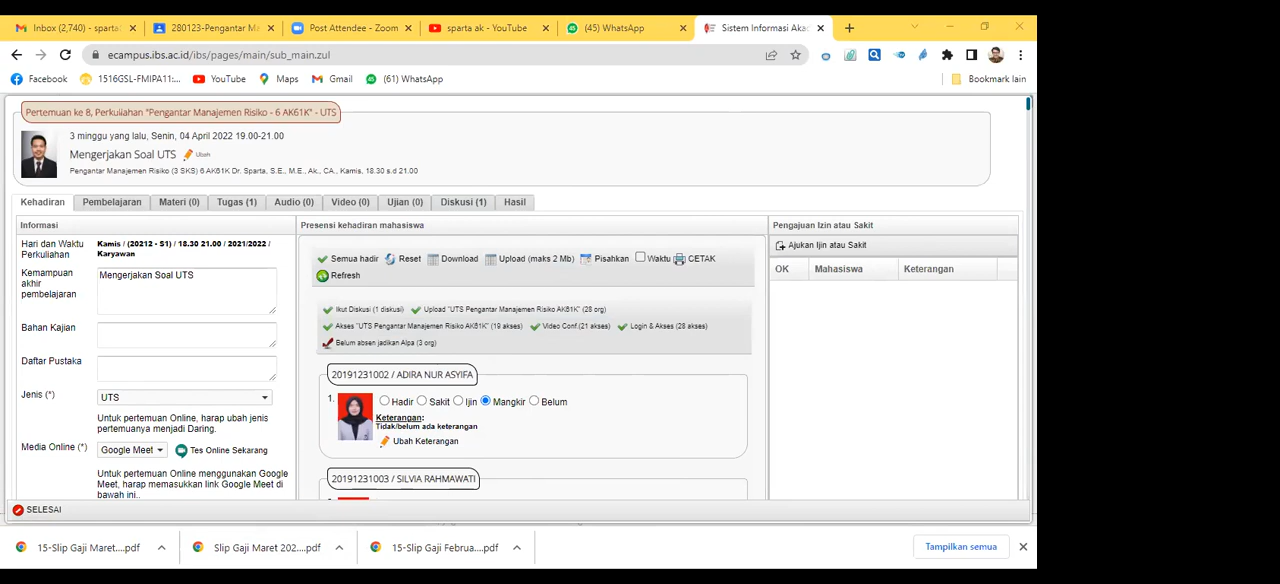 Inbox (2,740) - sparta
280123-Pengantar Ma
Post Attendee - Zoom
sparta ak - YouTube
(45) WhatsApp
Sistem Informasi Akad
ecampus.ibs.ac.id/ibs/pages/main/sub_main.zul
Facebook
1516GSL-FMIPA11:...
YouTube
Maps
Gmail
(61) WhatsApp
Bookmark lain
Pertemuan ke 8, Perkuliahan "Pengantar Manajemen Risiko - 6 AK61K" - UTS
3 minggu yang lalu, Senin, 04 April 2022 19.00-21.00
Mengerjakan Soal UTS
Ubah
Pengantar Manajemen Risiko (3 SKS) 6 AK61K Dr. Sparta, S.E., M.E., Ak., CA., Kamis, 18.30 s.d 21.00
Kehadiran
Pembelajaran
Materi (0)
Tugas (1)
Audio (0)
Video (0)
Ujian (0)
Diskusi (1)
Hasil
Informasi
Hari dan Waktu Perkuliahan
Kamis / (20212 - S1) / 18.30 21.00 / 2021/2022 /
Karyawan
Kemampuan
akhir
pembelajaran
Mengerjakan Soal UTS
Bahan Kajian
Daftar Pustaka
Jenis (*)
UTS
Untuk pertemuan Online, harap ubah jenis
pertemuanya menjadi Daring.
Media Online (*)
Google Meet
Tes Online Sekarang
Untuk pertemuan Online menggunakan Google
Meet, harap memasukkan link Google Meet di
bawah ini..
Presensi kehadiran mahasiswa
Semua hadir
Reset
Download
Upload (maks 2 Mb)
Pisahkan
Waktu
CETAK
Refresh
Ikut Diskusi (1 diskusi)
Upload "UTS Pengantar Manajemen Risiko AK61K" (28 org)
Akses "UTS Pengantar Manajemen Risiko AK61K" (19 akses)
Video Conf.(21 akses)
Login & Akses (28 akses)
Belum absen jadikan Alpa (3 org)
20191231002 / ADIRA NUR ASYIFA
1.
Hadir
Sakit
Ijin
Mangkir
Belum
Keterangan:
Tidak/belum ada keterangan
Ubah Keterangan
20191231003 / SILVIA RAHMAWATI
Pengajuan Izin atau Sakit
Ajukan Ijin atau Sakit
OK
Mahasiswa
Keterangan
SELESAI
15-Slip Gaji Maret....pdf
Slip Gaji Maret 202....pdf
15-Slip Gaji Februa....pdf
Tampilkan semua